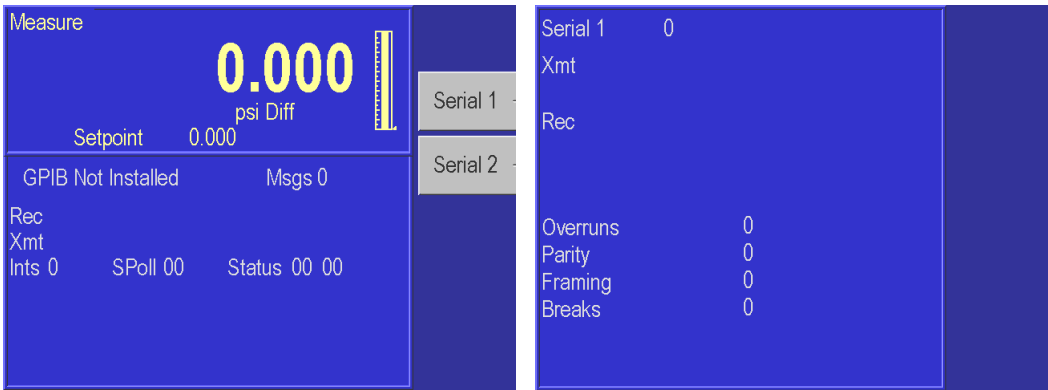 Measure
0.000
psi Diff
Setpoint 0.000
Serial 1
Serial 2
GPIB Not Installed Msgs 0
Rec
Xmt
Ints 0 SPoll 00 Status 00 00
Serial 1 0
Xmt
Rec
Overruns 0
Parity 0
Framing 0
Breaks 0